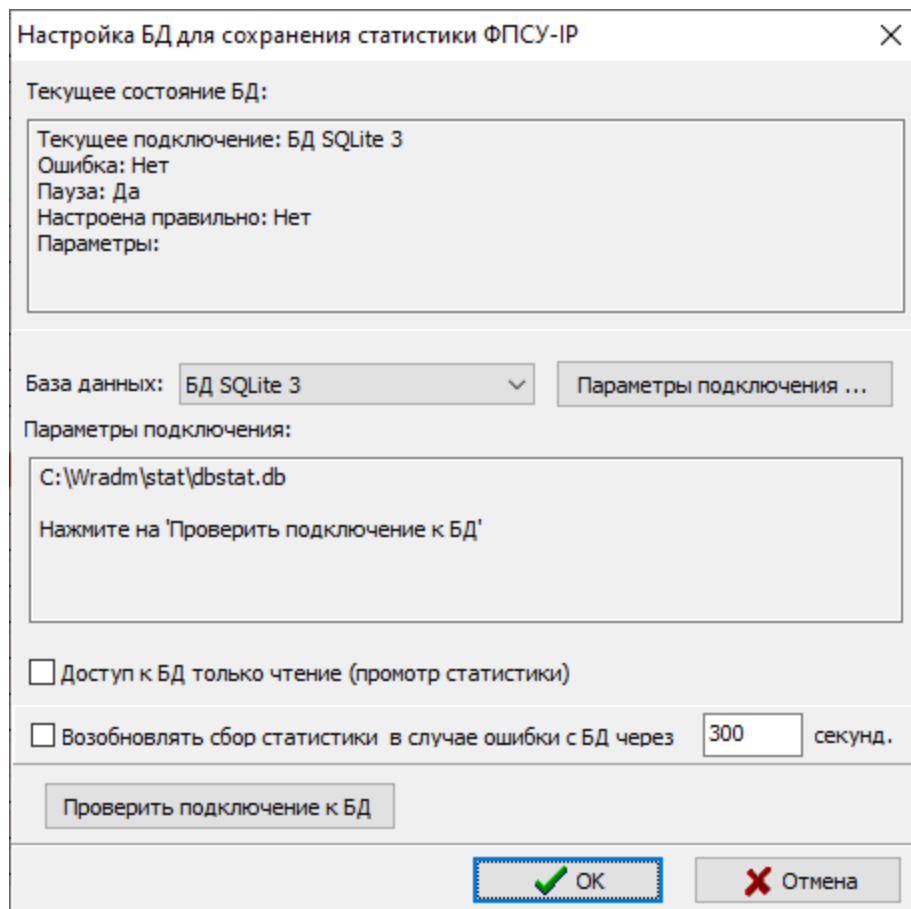 Настройка БД для сохранения статистики ФПСУ-IP
Текущее состояние БД:
Текущее подключение: БД SQLite 3
Ошибка: Нет
Пауза: Да
Настроена правильно: Нет
Параметры:
База данных: БД SQLite 3 Параметры подключения ...
Параметры подключения:
C:\Wradm\stat\dbstat.db
Нажмите на 'Проверить подключение к БД'
Доступ к БД только чтение (промотр статистики)
Возобновлять сбор статистики в случае ошибки с БД через 300 секунд.
Проверить подключение к БД
OK Отмена